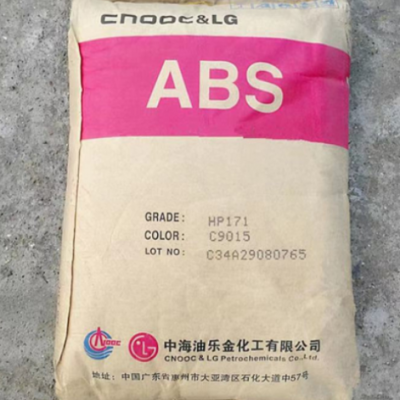 CNOOC&LG
ABS
GRADE: HP171
COLOR: C9015
LOT NO: C34A29080765
CNOOC LG 中海油乐金化工有限公司
CNOOC & LG Petrochemicals Co.,Ltd.
地址: 中国广东省惠州市大亚湾区石化大道中57号